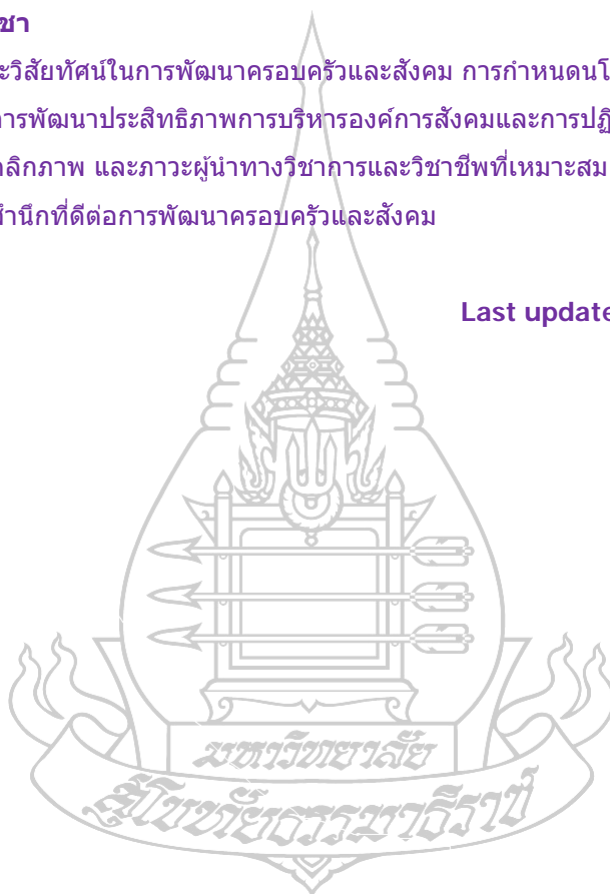 ชา
ะวิสัยทัศน์ในการพัฒนาครอบครัวและสังคม การกำหนดนโ
การพัฒนาประสิทธิภาพการบริหารองค์การสังคมและการปฏิ
คลิกภาพ และภาวะผู้นำทางวิชาการและวิชาชีพที่เหมาะสม
สำนึกที่ดีต่อการพัฒนาครอบครัวและสังคม
Last update
มหาวิทยาลัย
สุโขทัยธรรมาธิราช